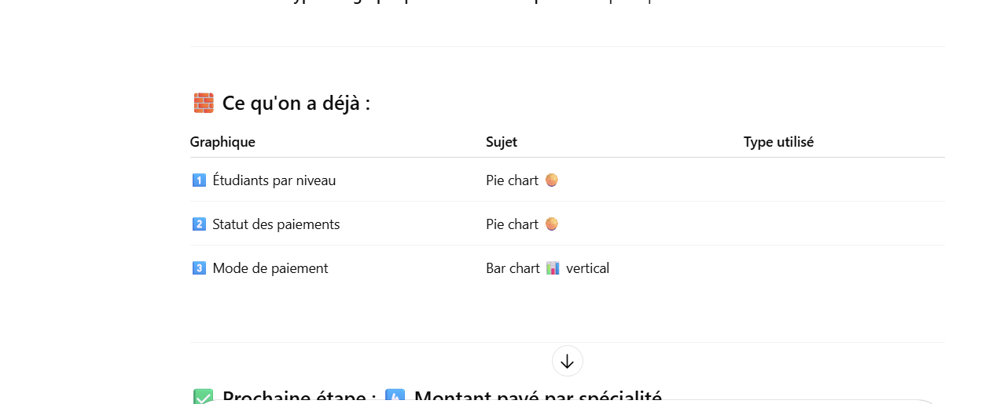 🧱 Ce qu'on a déjà :
Graphique Sujet Type utilisé
1️⃣ Étudiants par niveau Pie chart
2️⃣ Statut des paiements Pie chart
3️⃣ Mode de paiement Bar chart 📊 vertical
✅ Prochaine étape : 4️⃣ Montant payé par spécialité